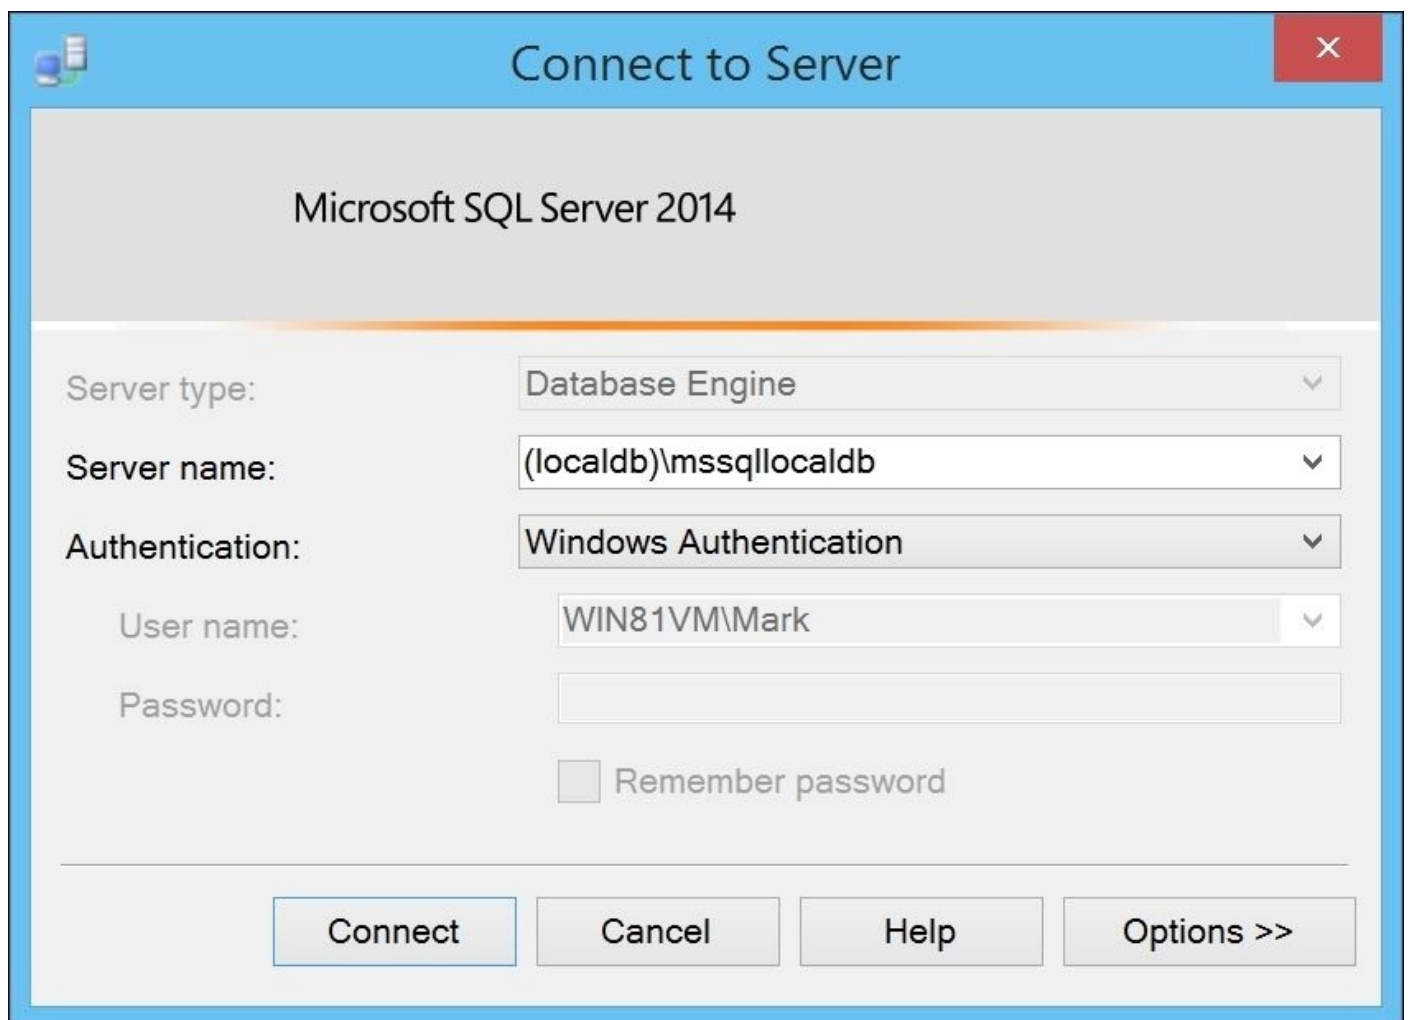 Connect to Server
Microsoft SQL Server 2014
Server type: Database Engine
Server name: (localdb)\mssqllocaldb
Authentication: Windows Authentication
User name: WIN81VM\Mark
Password:
Remember password
Connect Cancel Help Options >>